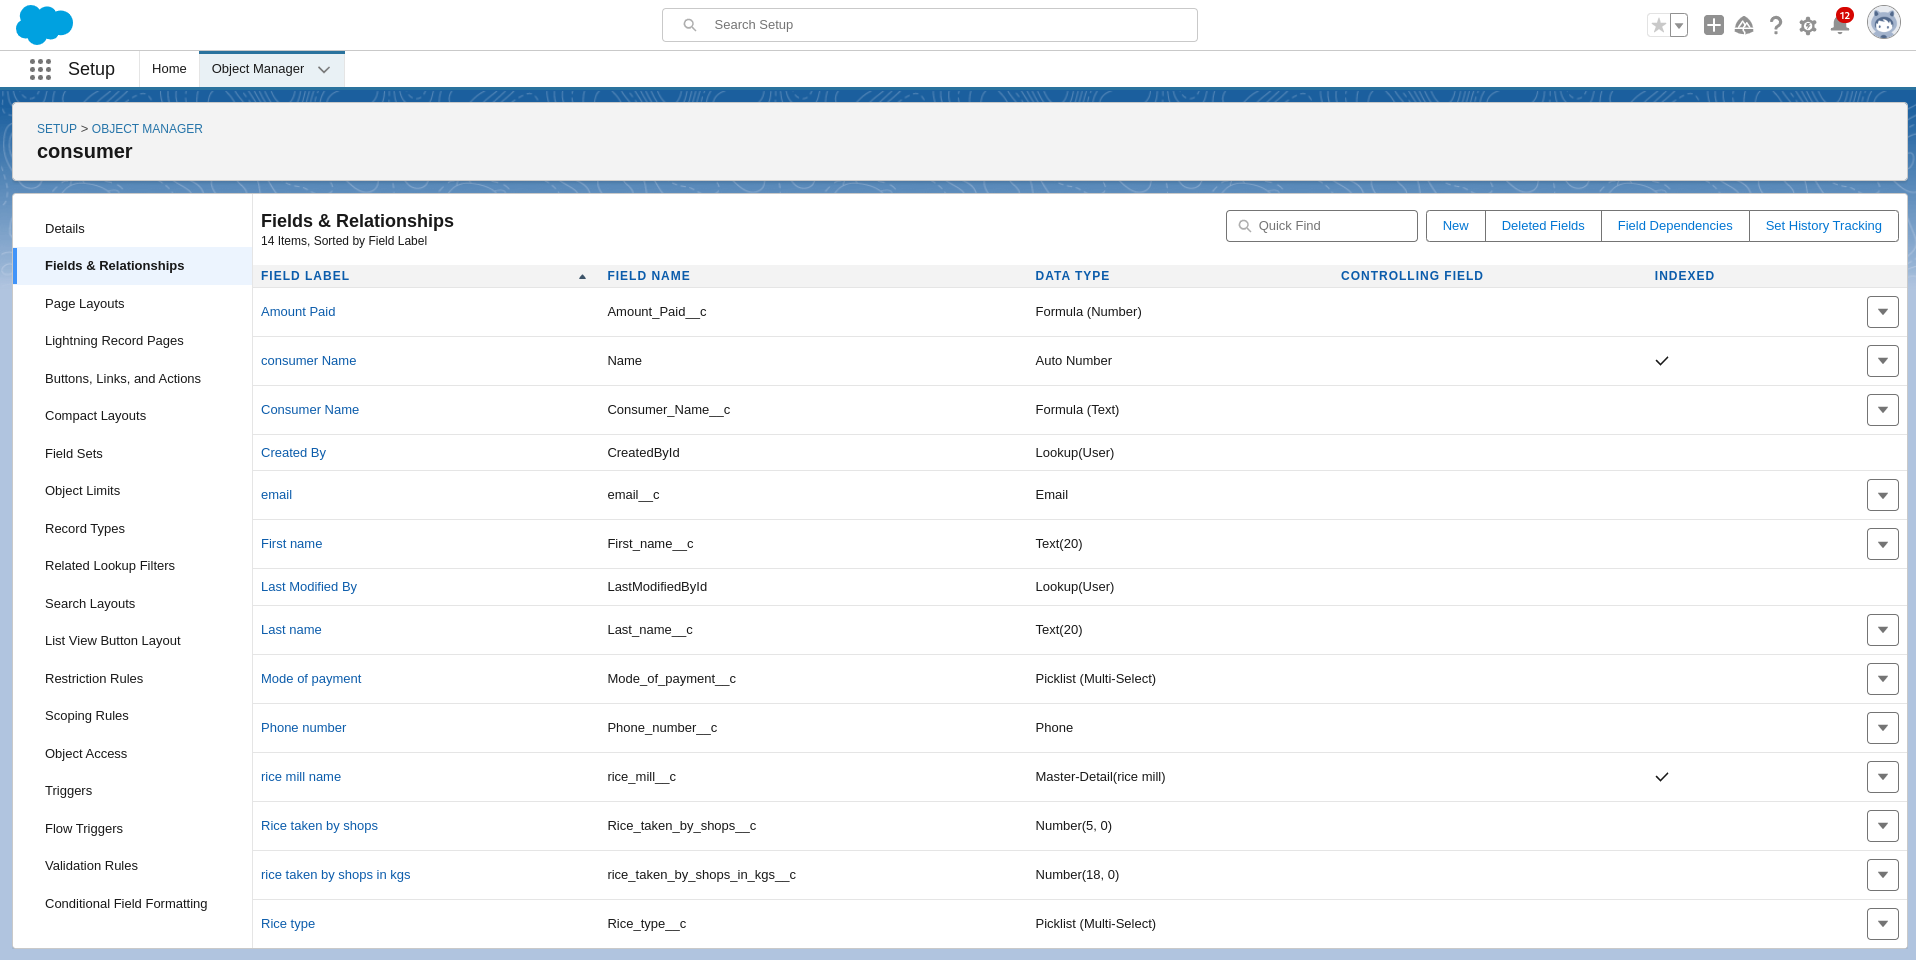 Search Setup
12
Setup
Home
Object Manager
SETUP > OBJECT MANAGER
consumer
Details
Fields & Relationships
Page Layouts
Lightning Record Pages
Buttons, Links, and Actions
Compact Layouts
Field Sets
Object Limits
Record Types
Related Lookup Filters
Search Layouts
List View Button Layout
Restriction Rules
Scoping Rules
Object Access
Triggers
Flow Triggers
Validation Rules
Conditional Field Formatting
Fields & Relationships
14 Items, Sorted by Field Label
Quick Find
New
Deleted Fields
Field Dependencies
Set History Tracking
FIELD LABEL FIELD NAME DATA TYPE CONTROLLING FIELD INDEXED
Amount Paid Amount_Paid__c Formula (Number)
consumer Name Name Auto Number
Consumer Name Consumer_Name__c Formula (Text)
Created By CreatedById Lookup(User)
email email__c Email
First name First_name__c Text(20)
Last Modified By LastModifiedById Lookup(User)
Last name Last_name__c Text(20)
Mode of payment Mode_of_payment__c Picklist (Multi-Select)
Phone number Phone_number__c Phone
rice mill name rice_mill__c Master-Detail(rice mill)
Rice taken by shops Rice_taken_by_shops__c Number(5, 0)
rice taken by shops in kgs rice_taken_by_shops_in_kgs__c Number(18, 0)
Rice type Rice_type__c Picklist (Multi-Select)